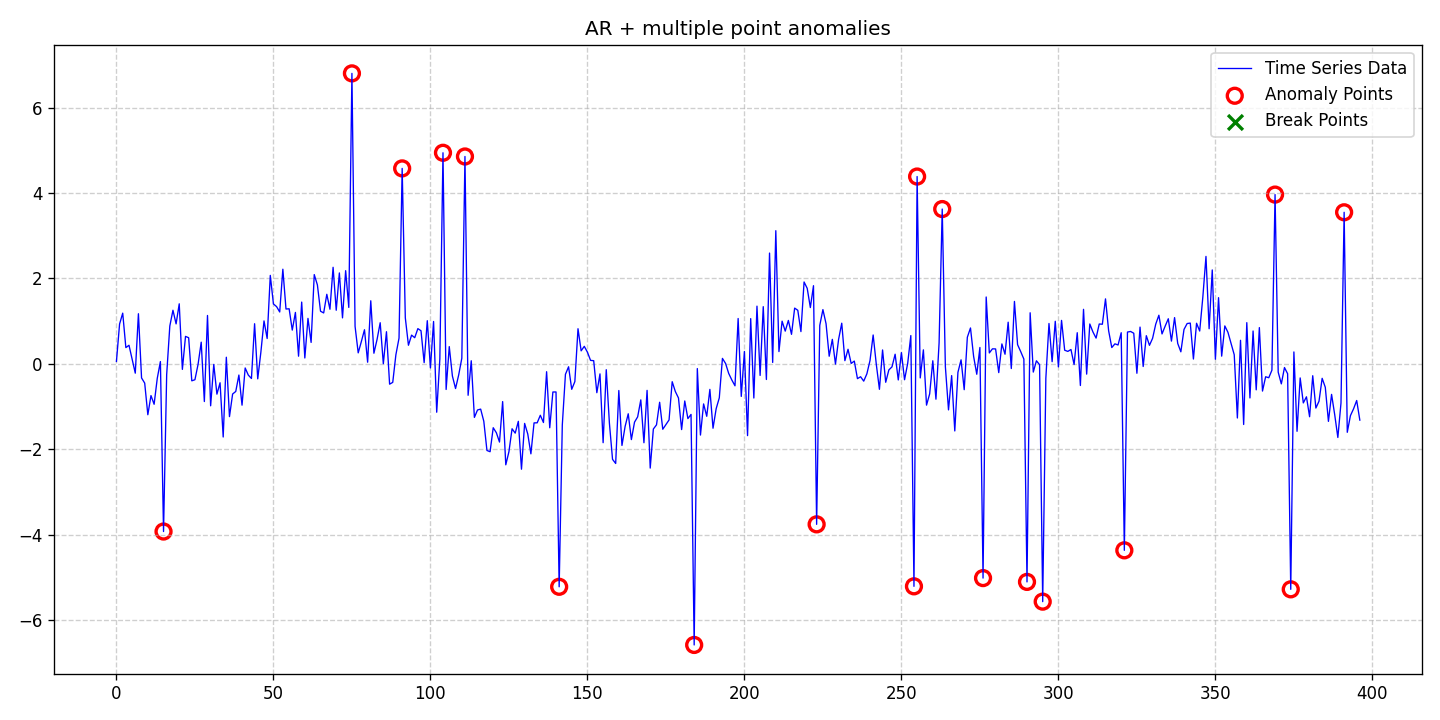 AR + multiple point anomalies
Time Series Data
Anomaly Points
Break Points
6
4
2
0
−2
−4
−6
0 50 100 150 200 250 300 350 400